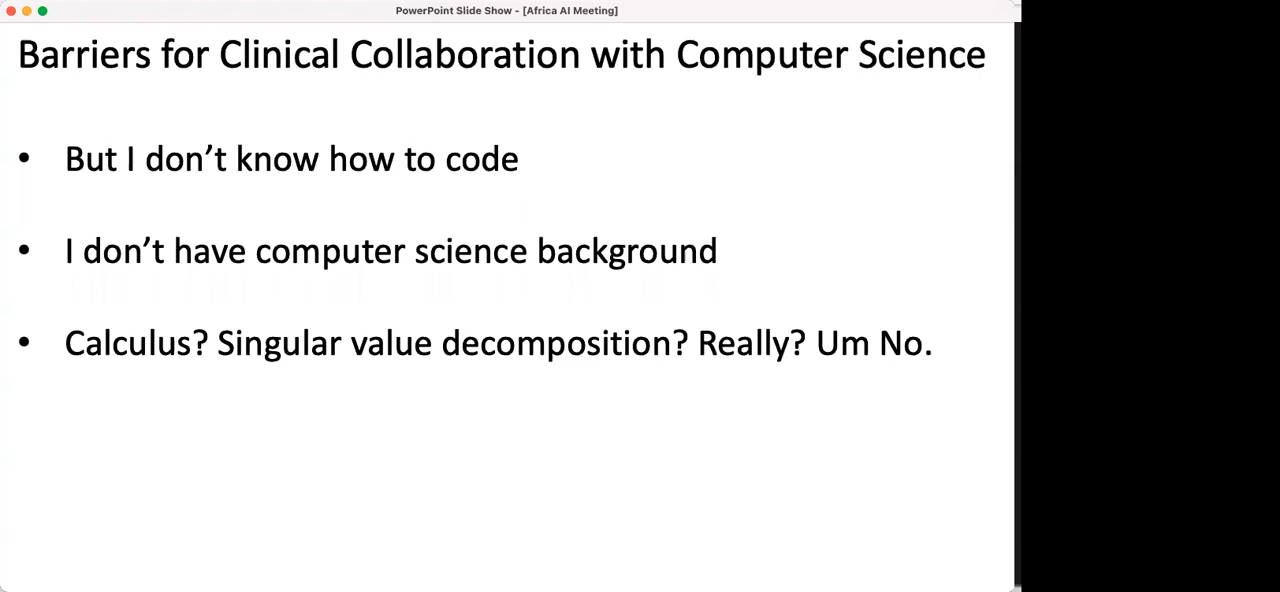 PowerPoint Slide Show - [Africa AI Meeting]
Barriers for Clinical Collaboration with Computer Science
• But I don’t know how to code
• I don’t have computer science background
• Calculus? Singular value decomposition? Really? Um No.